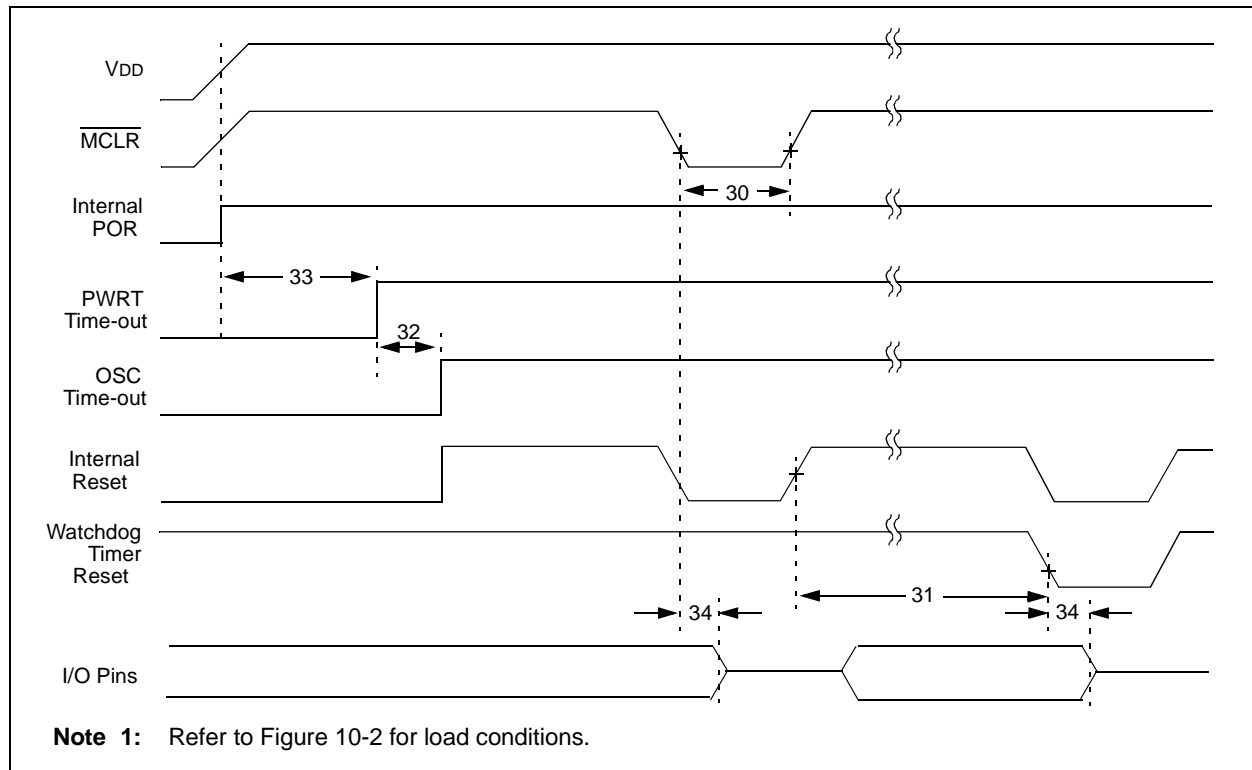 VDD
MCLR
30
Internal
POR
33
PWRT
Time-out
32
OSC
Time-out
Internal
Reset
Watchdog
Timer
Reset
31
34
34
I/O Pins
Note 1: Refer to Figure 10-2 for load conditions.